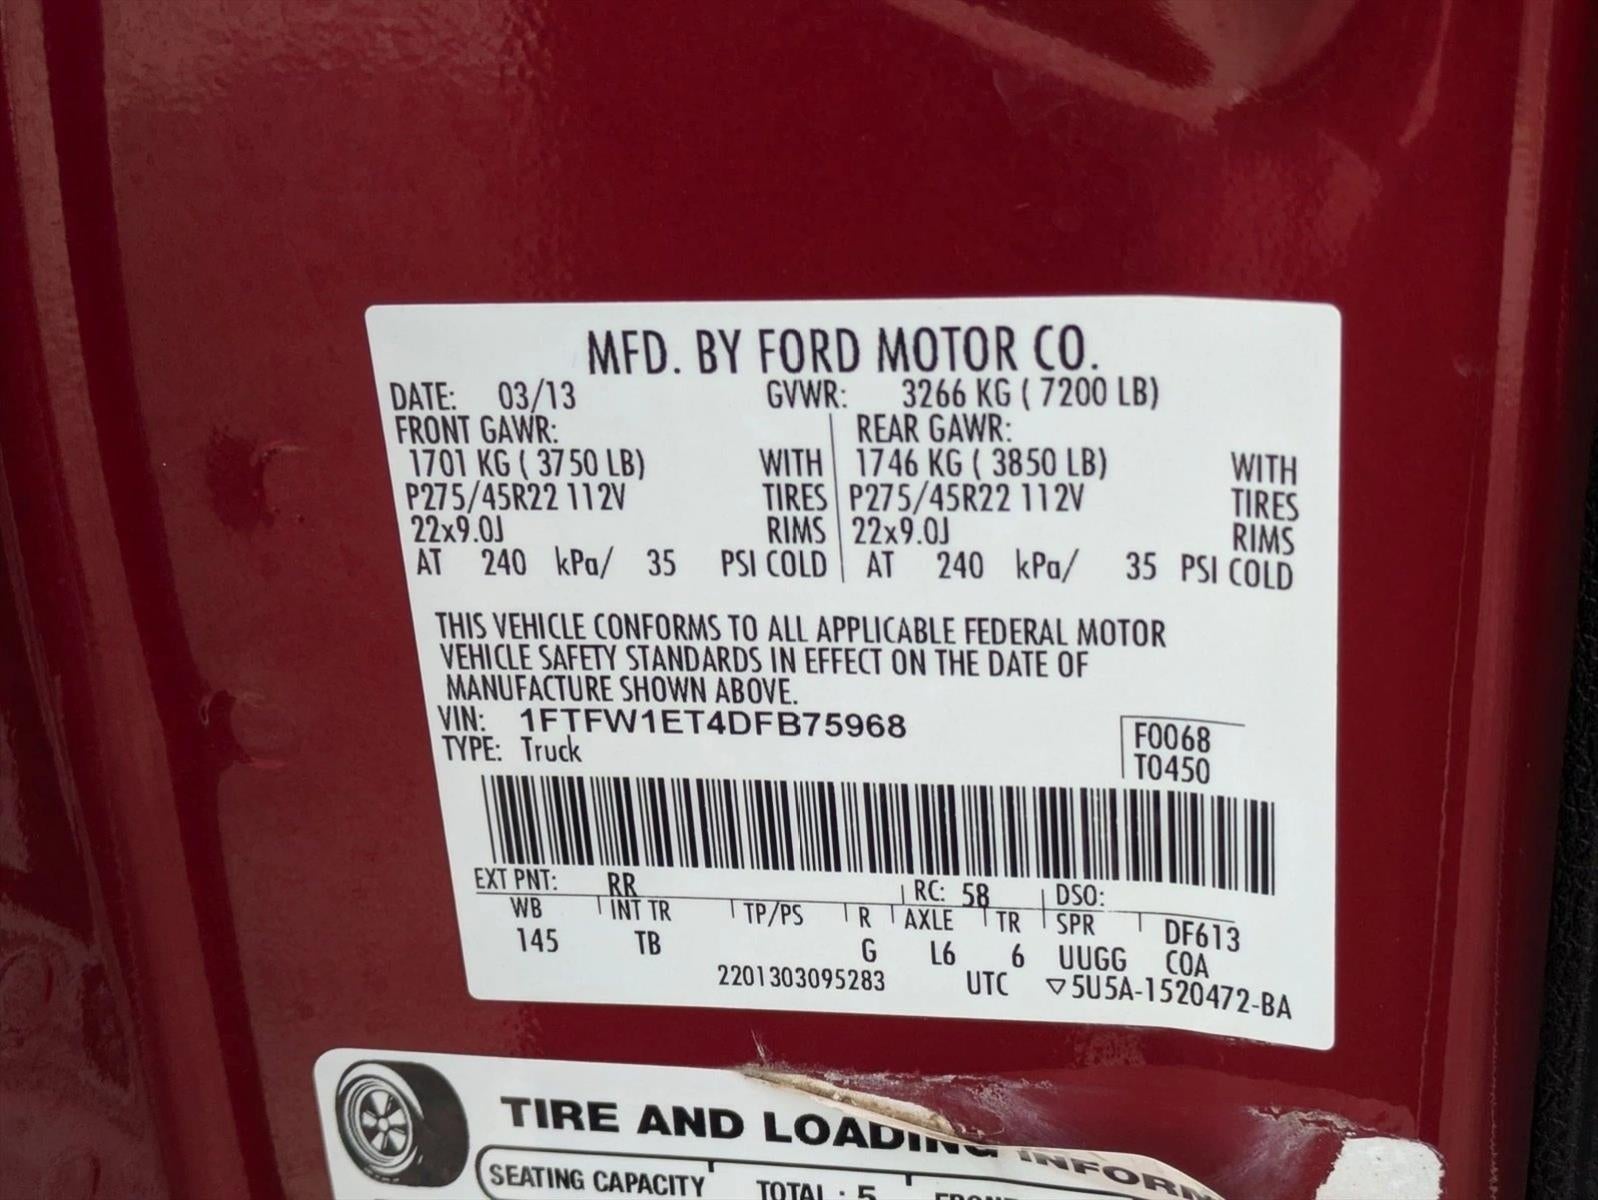 MFD. BY FORD MOTOR CO.
DATE: 03/13 GVWR: 3266 KG ( 7200 LB)
FRONT GAWR: REAR GAWR:
1701 KG ( 3750 LB) WITH 1746 KG ( 3850 LB) WITH
P275/45R22 112V TIRES P275/45R22 112V TIRES
22x9.0J RIMS 22x9.0J RIMS
AT 240 kPa/ 35 PSI COLD AT 240 kPa/ 35 PSI COLD
THIS VEHICLE CONFORMS TO ALL APPLICABLE FEDERAL MOTOR
VEHICLE SAFETY STANDARDS IN EFFECT ON THE DATE OF
MANUFACTURE SHOWN ABOVE.
VIN: 1FTFW1ET4DFB75968 F0068
TYPE: Truck T0450
EXT PNT: RR RC: 58 DSO:
WB INT TR TP/PS R AXLE TR SPR DF613
145 TB G L6 6 UUGG COA
2201303095283 UTC ▽5U5A-1520472-BA
TIRE AND LOADING INFORM
SEATING CAPACITY TOTAL : 5